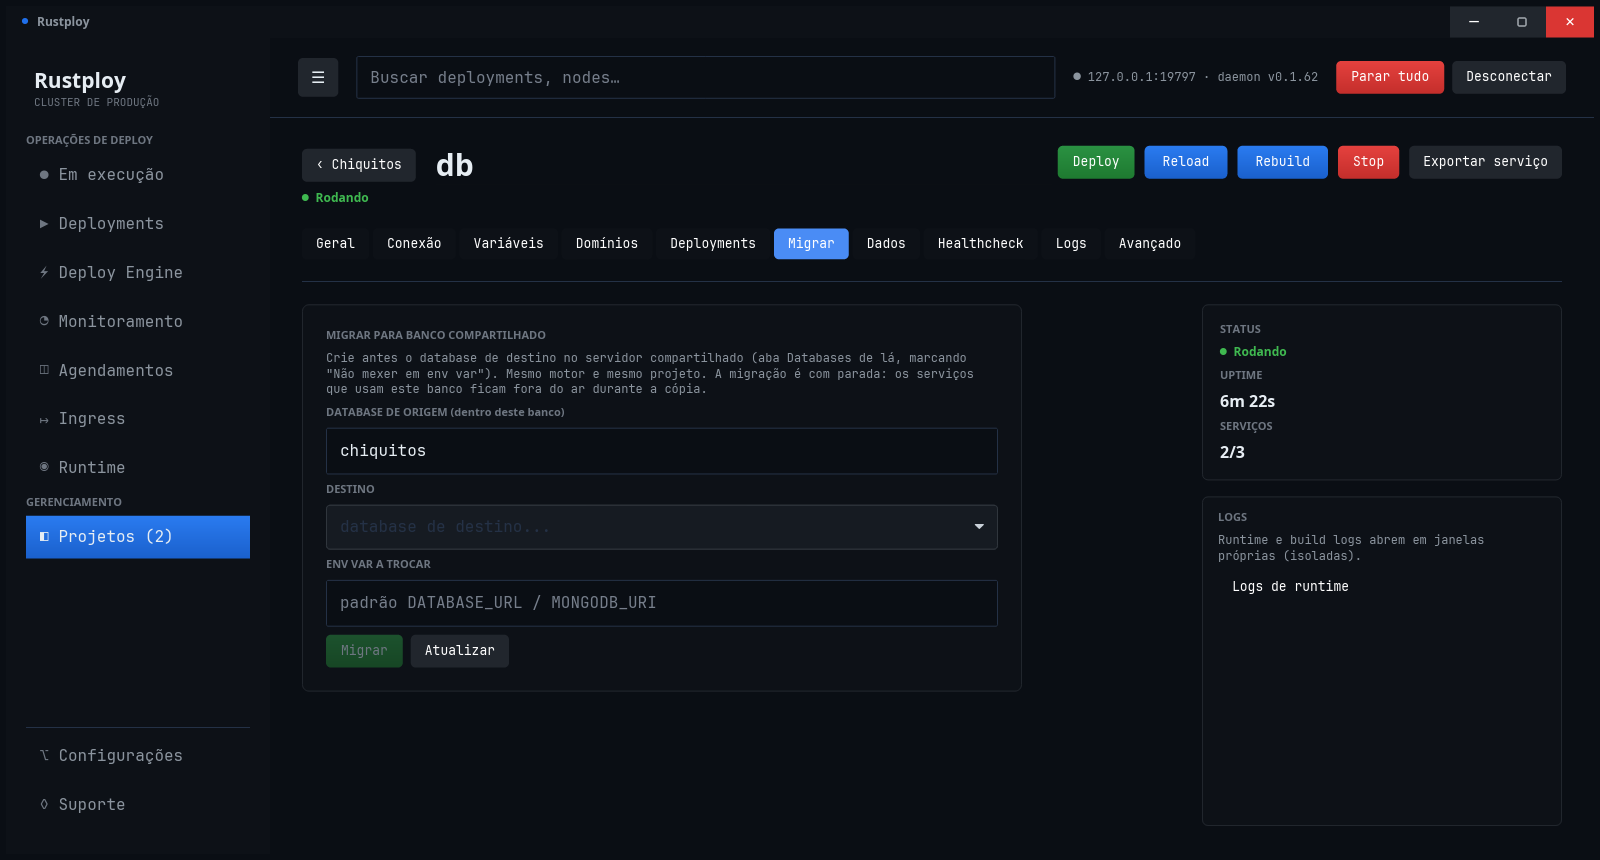 Rustploy
Rustploy
CLUSTER DE PRODUÇÃO
OPERAÇÕES DE DEPLOY
Em execução
Deployments
Deploy Engine
Monitoramento
Agendamentos
Ingress
Runtime
GERENCIAMENTO
Projetos (2)
Configurações
Suporte
Buscar deployments, nodes…
127.0.0.1:19797 · daemon v0.1.62
Parar tudo
Desconectar
‹ Chiquitos
db
Rodando
Deploy
Reload
Rebuild
Stop
Exportar serviço
Geral
Conexão
Variáveis
Domínios
Deployments
Migrar
Dados
Healthcheck
Logs
Avançado
MIGRAR PARA BANCO COMPARTILHADO
Crie antes o database de destino no servidor compartilhado (aba Databases de lá, marcando
"Não mexer em env var"). Mesmo motor e mesmo projeto. A migração é com parada: os serviços
que usam este banco ficam fora do ar durante a cópia.
DATABASE DE ORIGEM (dentro deste banco)
chiquitos
DESTINO
database de destino...
ENV VAR A TROCAR
padrão DATABASE_URL / MONGODB_URI
Migrar
Atualizar
STATUS
Rodando
UPTIME
6m 22s
SERVIÇOS
2/3
LOGS
Runtime e build logs abrem em janelas
próprias (isoladas).
Logs de runtime